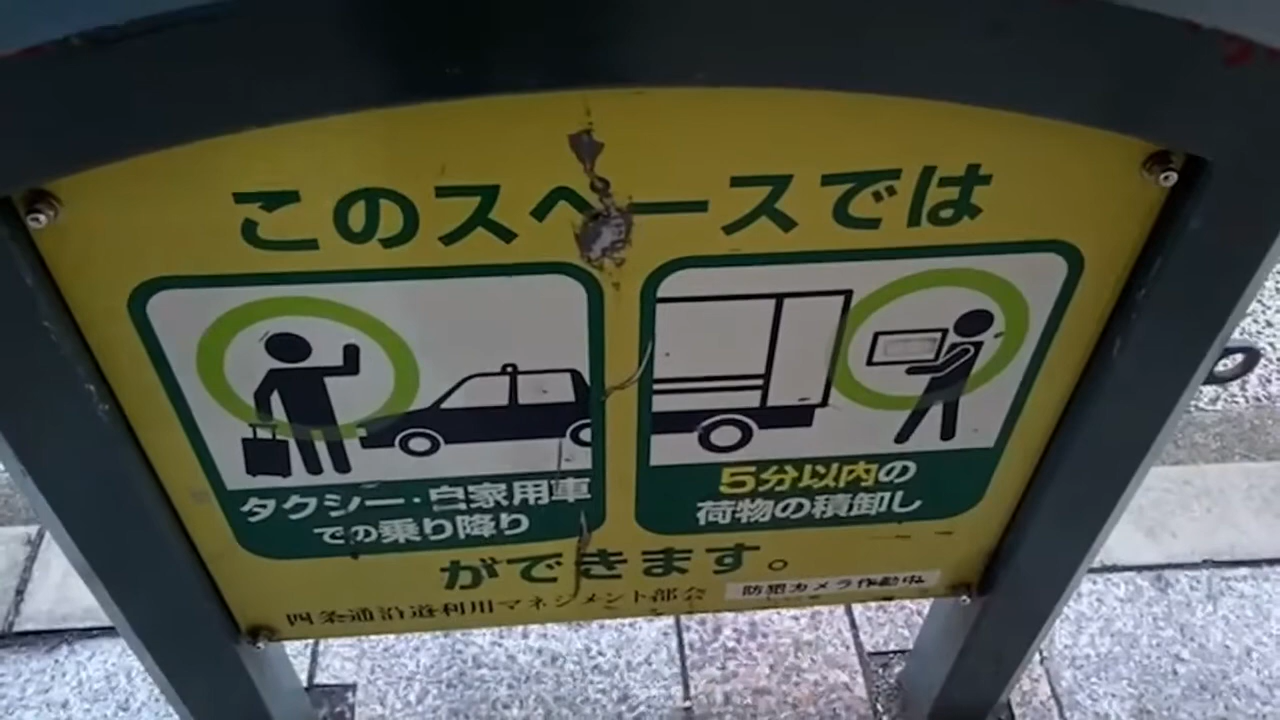 このスペースでは
タクシー・自家用車
での乗り降り
5分以内の
荷物の積卸し
ができます。
四条通沿道利用マネジメント部会
防犯カメラ作動中